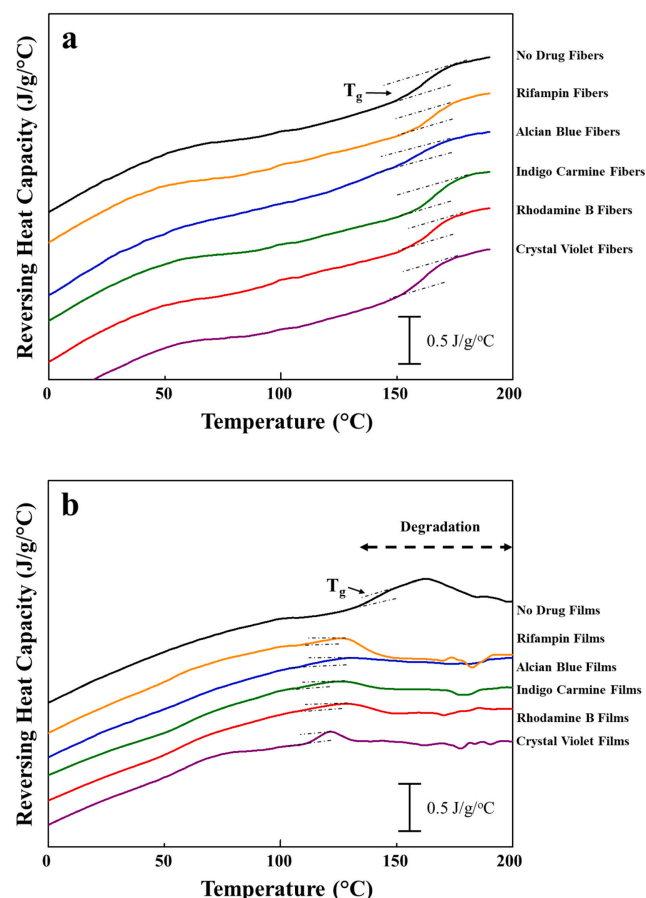 a
Reversing Heat Capacity (J/g/°C)
Tg
No Drug Fibers
Rifampin Fibers
Alcian Blue Fibers
Indigo Carmine Fibers
Rhodamine B Fibers
Crystal Violet Fibers
0.5 J/g/°C
0 50 100 150 200
Temperature (°C)
b
Reversing Heat Capacity (J/g/°C)
Degradation
Tg
No Drug Films
Rifampin Films
Alcian Blue Films
Indigo Carmine Films
Rhodamine B Films
Crystal Violet Films
0.5 J/g/°C
0 50 100 150 200
Temperature (°C)